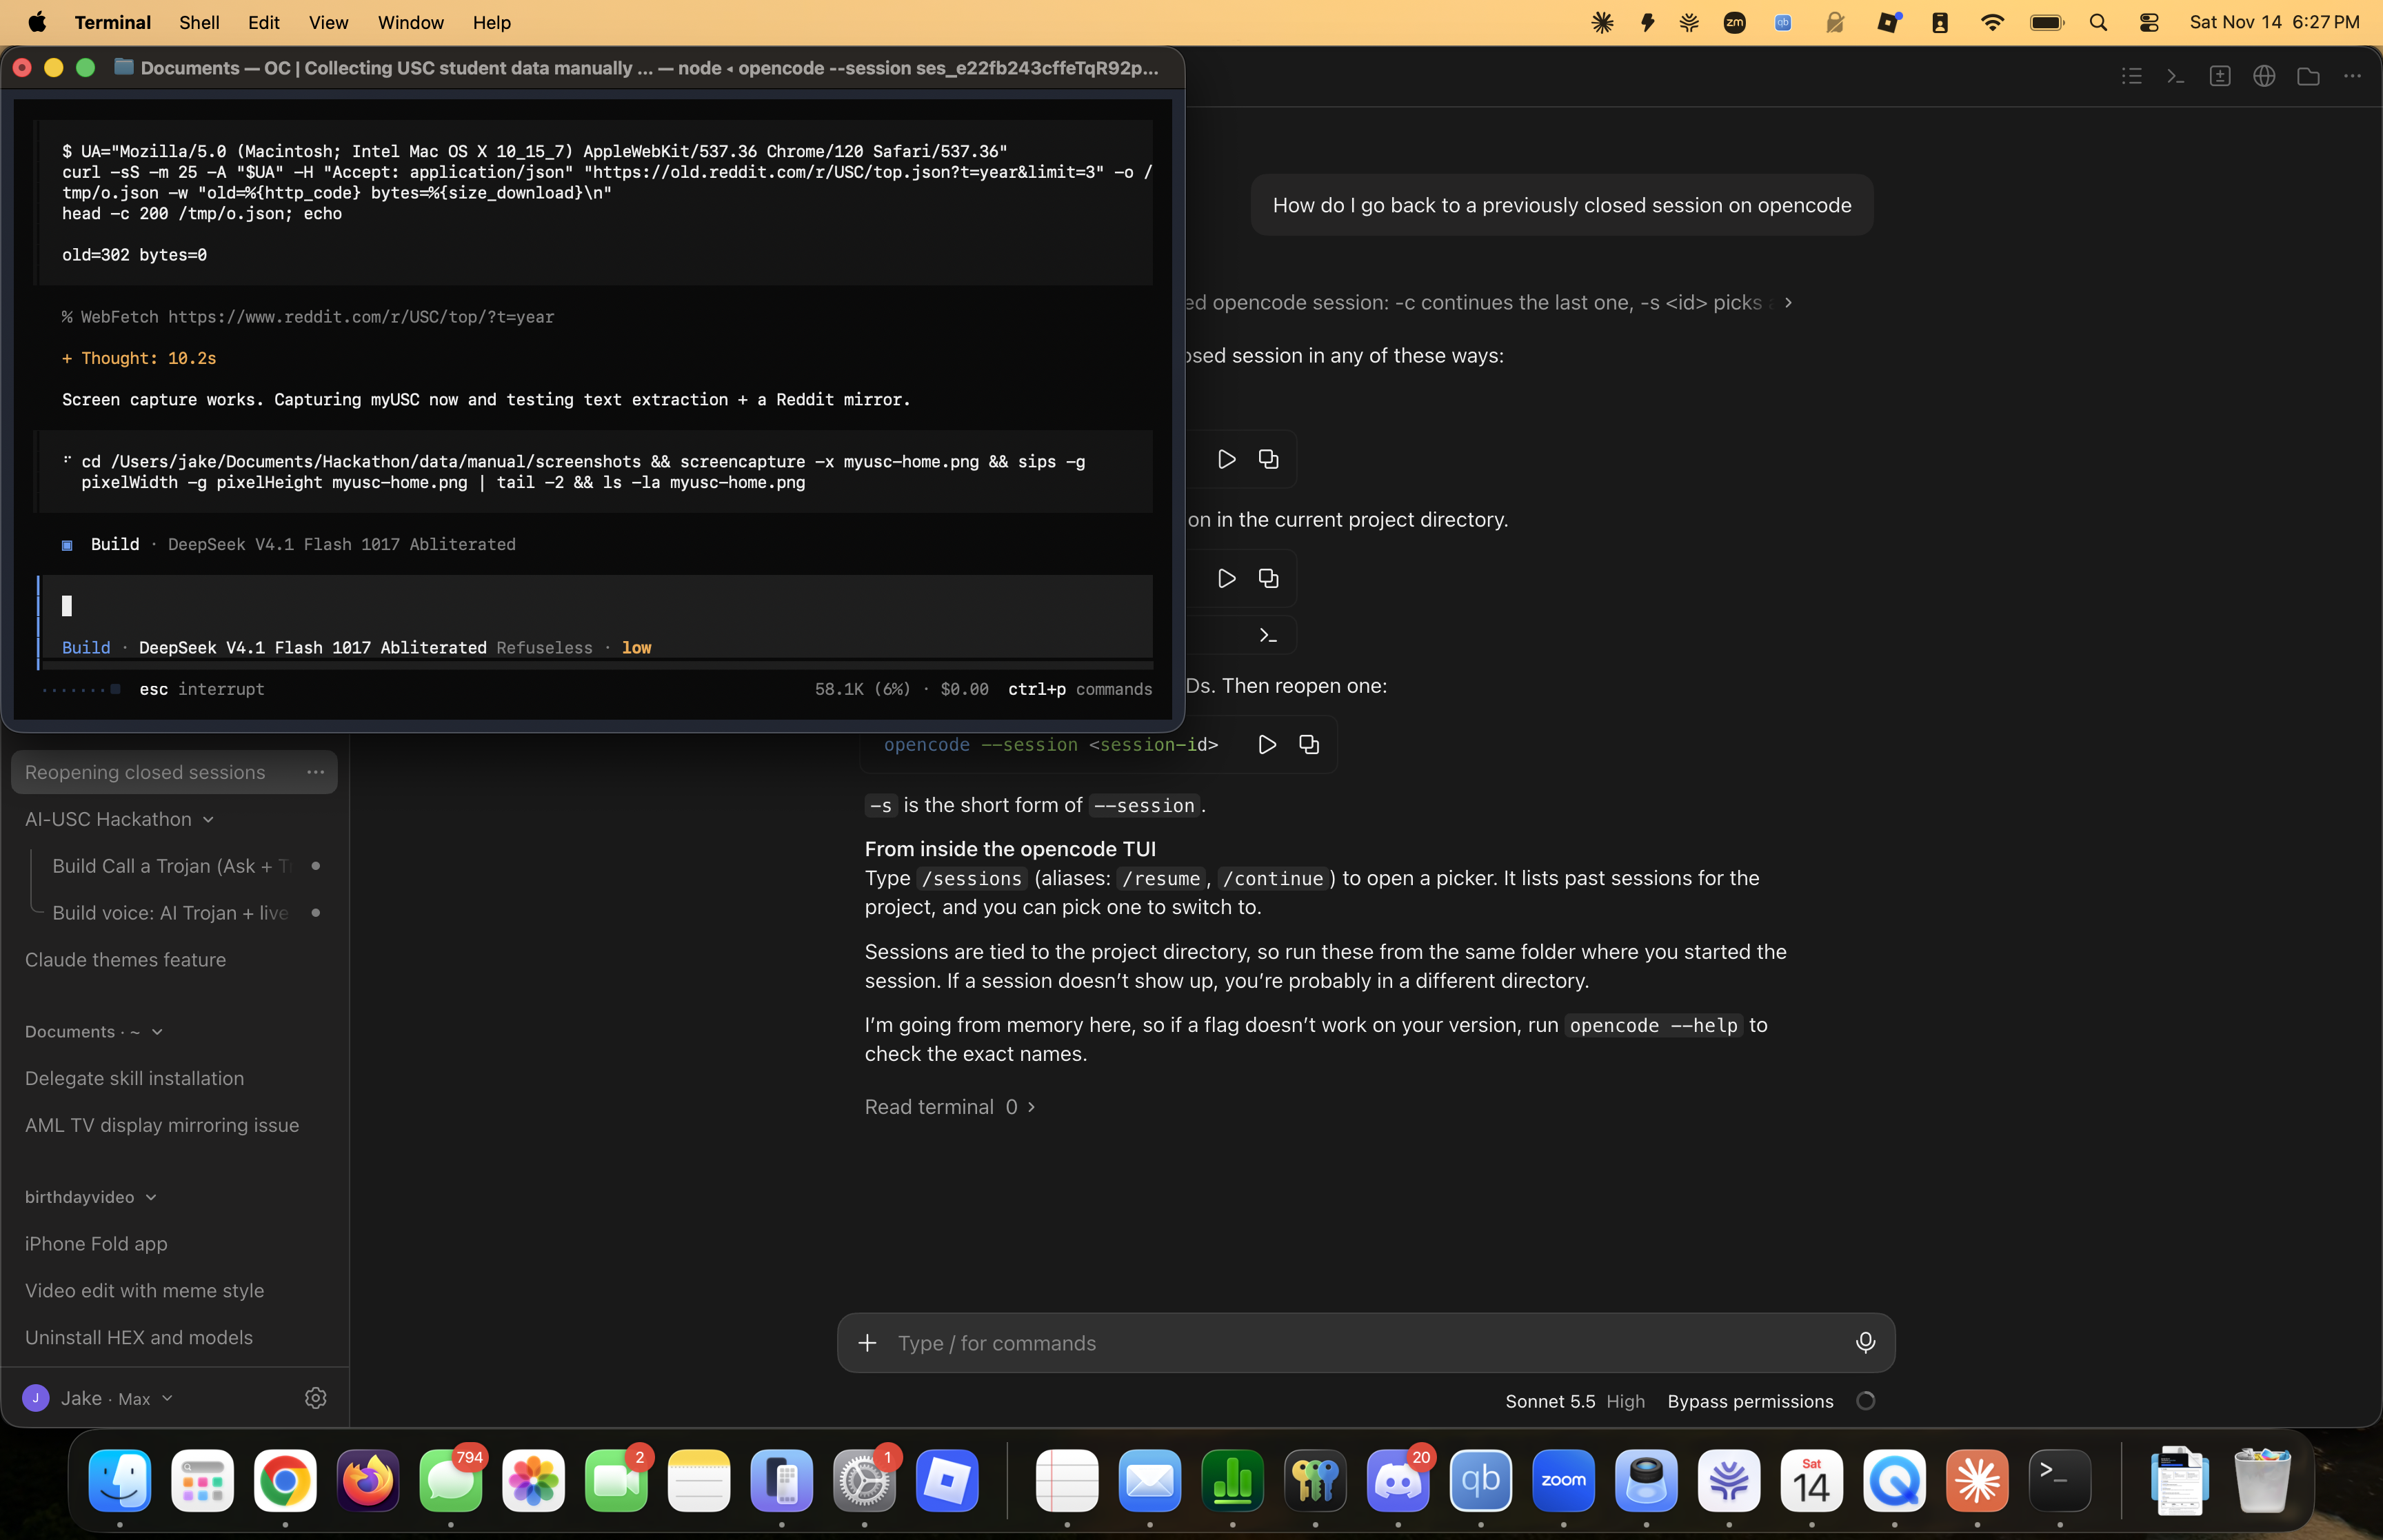 Terminal Shell Edit View Window Help
zm qb Sat Nov 14 6:27 PM
Documents — OC | Collecting USC student data manually ... — node ◂ opencode --session ses_e22fb243cffeTqR92p...
$ UA="Mozilla/5.0 (Macintosh; Intel Mac OS X 10_15_7) AppleWebKit/537.36 Chrome/120 Safari/537.36"
curl -sS -m 25 -A "$UA" -H "Accept: application/json" "https://old.reddit.com/r/USC/top.json?t=year&limit=3" -o /
tmp/o.json -w "old=%{http_code} bytes=%{size_download}\n"
head -c 200 /tmp/o.json; echo
old=302 bytes=0
% WebFetch https://www.reddit.com/r/USC/top/?t=year
+ Thought: 10.2s
Screen capture works. Capturing myUSC now and testing text extraction + a Reddit mirror.
cd /Users/jake/Documents/Hackathon/data/manual/screenshots && screencapture -x myusc-home.png && sips -g
pixelWidth -g pixelHeight myusc-home.png | tail -2 && ls -la myusc-home.png
Build · DeepSeek V4.1 Flash 1017 Abliterated
Build · DeepSeek V4.1 Flash 1017 Abliterated Refuseless · low
esc interrupt 58.1K (6%) · $0.00 ctrl+p commands
How do I go back to a previously closed session on opencode
ed opencode session: -c continues the last one, -s <id> picks
osed session in any of these ways:
on in the current project directory.
Ds. Then reopen one:
opencode --session <session-id>
-s is the short form of --session.
From inside the opencode TUI
Type /sessions (aliases: /resume, /continue) to open a picker. It lists past sessions for the
project, and you can pick one to switch to.
Sessions are tied to the project directory, so run these from the same folder where you started the
session. If a session doesn't show up, you're probably in a different directory.
I'm going from memory here, so if a flag doesn't work on your version, run opencode --help to
check the exact names.
Read terminal 0
Reopening closed sessions
AI-USC Hackathon
Build Call a Trojan (Ask + T
Build voice: AI Trojan + live
Claude themes feature
Documents · ~
Delegate skill installation
AML TV display mirroring issue
birthdayvideo
iPhone Fold app
Video edit with meme style
Uninstall HEX and models
J Jake · Max
Type / for commands
Sonnet 5.5 High Bypass permissions
794
2
1
20
qb
zoom
Sat
14